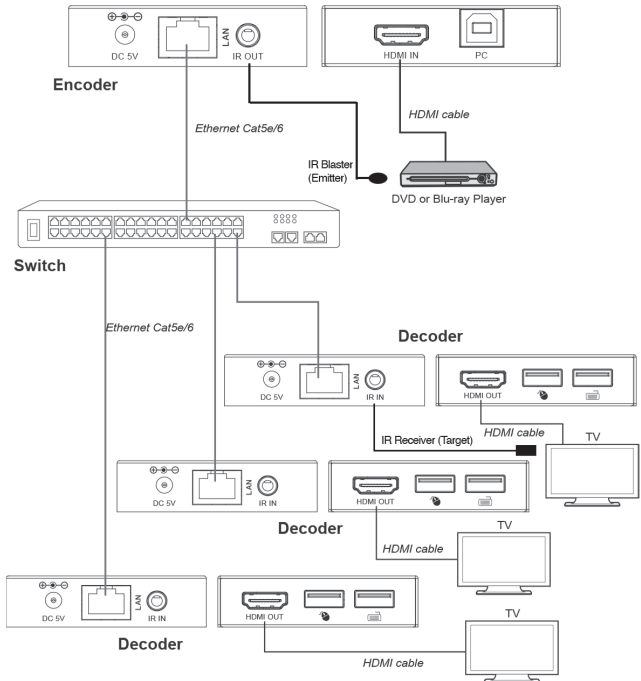 DC 5V
LAN
IR OUT
HDMI IN
PC
Encoder
HDMI cable
Ethernet Cat5e/6
IR Blaster
(Emitter)
DVD or Blu-ray Player
Switch
Ethernet Cat5e/6
Decoder
DC 5V
LAN
IR IN
HDMI OUT
IR Receiver (Target)
HDMI cable
TV
DC 5V
LAN
IR IN
HDMI OUT
Decoder
TV
HDMI cable
DC 5V
LAN
IR IN
HDMI OUT
TV
Decoder
HDMI cable